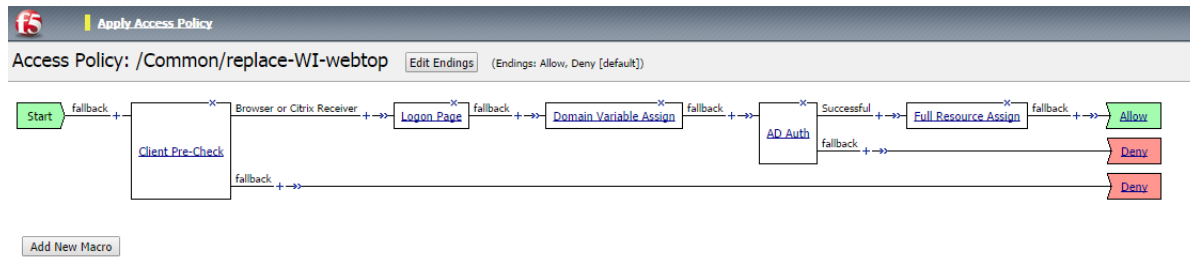 f5
Apply Access Policy
Access Policy: /Common/replace-WI-webtop Edit Endings (Endings: Allow, Deny [default])
Start fallback + Client Pre-Check × Browser or Citrix Receiver + Logon Page × fallback + Domain Variable Assign × fallback + AD Auth × Successful + Full Resource Assign × fallback + Allow
fallback + Deny
fallback + Deny
Add New Macro